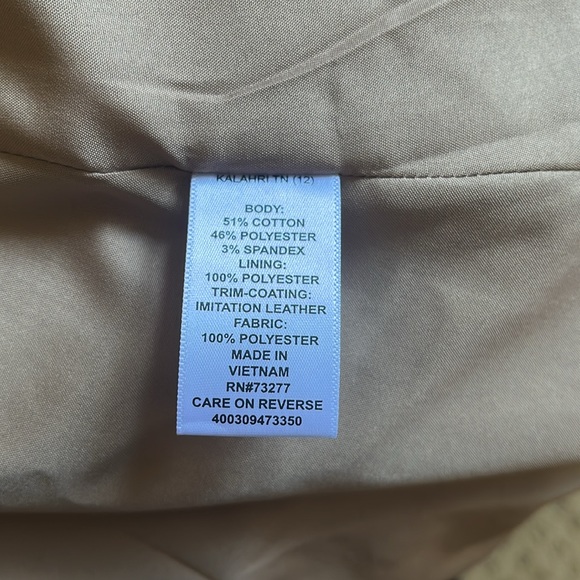 KALAHRI TN (12)
BODY:
51% COTTON
46% POLYESTER
3% SPANDEX
LINING:
100% POLYESTER
TRIM-COATING:
IMITATION LEATHER
FABRIC:
100% POLYESTER
MADE IN
VIETNAM
RN#73277
CARE ON REVERSE
400309473350